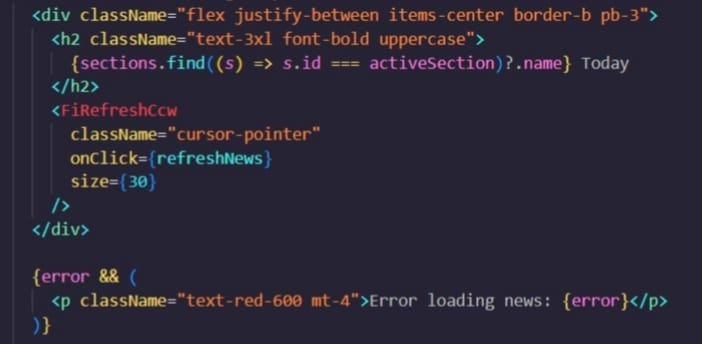 <div className="flex justify-between items-center border-b pb-3">
<h2 className="text-3xl font-bold uppercase">
{sections.find((s) => s.id === activeSection)?.name} Today
</h2>
<FiRefreshCcw
className="cursor-pointer"
onClick={refreshNews}
size={30}
/>
</div>
{error && (
<p className="text-red-600 mt-4">Error loading news: {error}</p>
)}